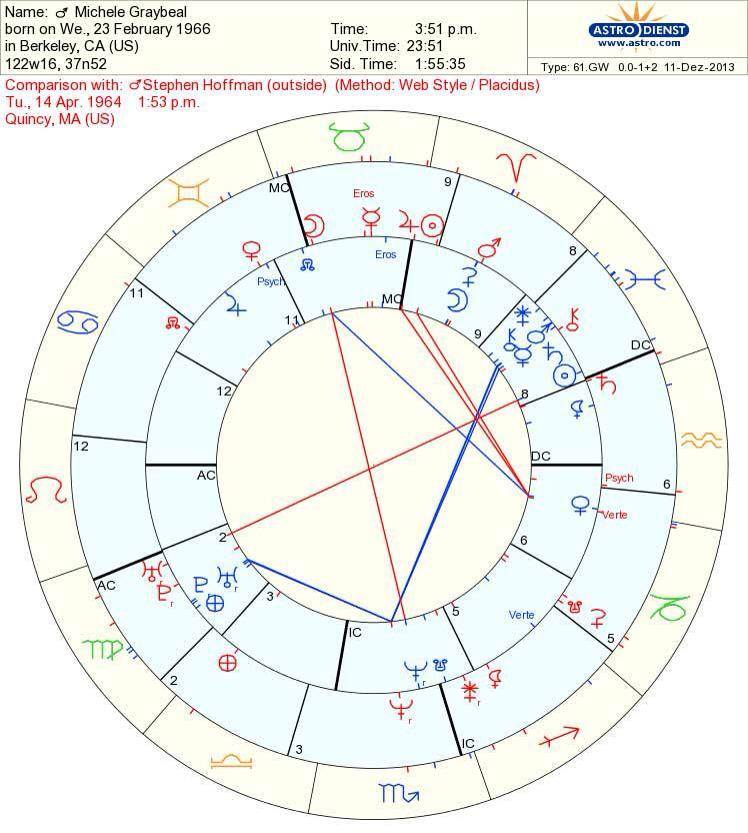 Name: ♂ Michele Graybeal
born on We., 23 February 1966
in Berkeley, CA (US)
122w16, 37n52
Time: 3:51 p.m.
Univ.Time: 23:51
Sid. Time: 1:55:35
ASTRO DIENST
www.astro.com
Type: 61.GW 0.0-1+2 11-Dez-2013
Comparison with: ♂Stephen Hoffman (outside) (Method: Web Style / Placidus)
Tu., 14 Apr. 1964 1:53 p.m.
Quincy, MA (US)
MC
9
Eros
8
Eros
Psych
11
11
MC
9
DC
12
8
12
AC
DC
Psych
6
Verte
2
6
AC
3
5
Verte
r
r
r
IC
5
2
r
r
r
IC
3